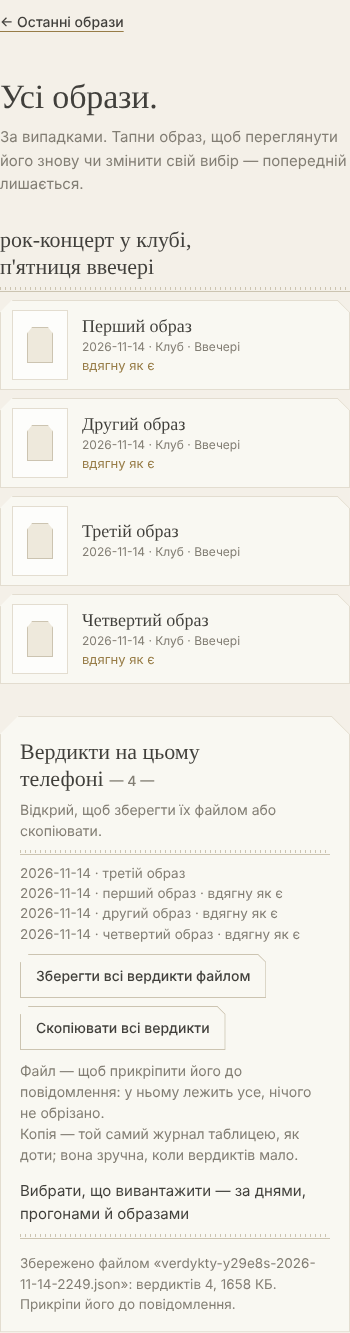 ← Останні образи
Усі образи.
За випадками. Тапни образ, щоб переглянути
його знову чи змінити свій вибір — попередній
лишається.
рок-концерт у клубі,
п'ятниця ввечері
Перший образ
2026-11-14 · Клуб · Ввечері
вдягну як є
Другий образ
2026-11-14 · Клуб · Ввечері
вдягну як є
Третій образ
2026-11-14 · Клуб · Ввечері
Четвертий образ
2026-11-14 · Клуб · Ввечері
вдягну як є
Вердикти на цьому
телефоні — 4 —
Відкрий, щоб зберегти їх файлом або
скопіювати.
2026-11-14 · третій образ
2026-11-14 · перший образ · вдягну як є
2026-11-14 · другий образ · вдягну як є
2026-11-14 · четвертий образ · вдягну як є
Зберегти всі вердикти файлом
Скопіювати всі вердикти
Файл — щоб прикріпити його до
повідомлення: у ньому лежить усе, нічого
не обрізано.
Копія — той самий журнал таблицею, як
доти; вона зручна, коли вердиктів мало.
Вибрати, що вивантажити — за днями,
прогонами й образами
Збережено файлом «verdykty-y29e8s-2026-
11-14-2249.json»: вердиктів 4, 1658 КБ.
Прикріпи його до повідомлення.